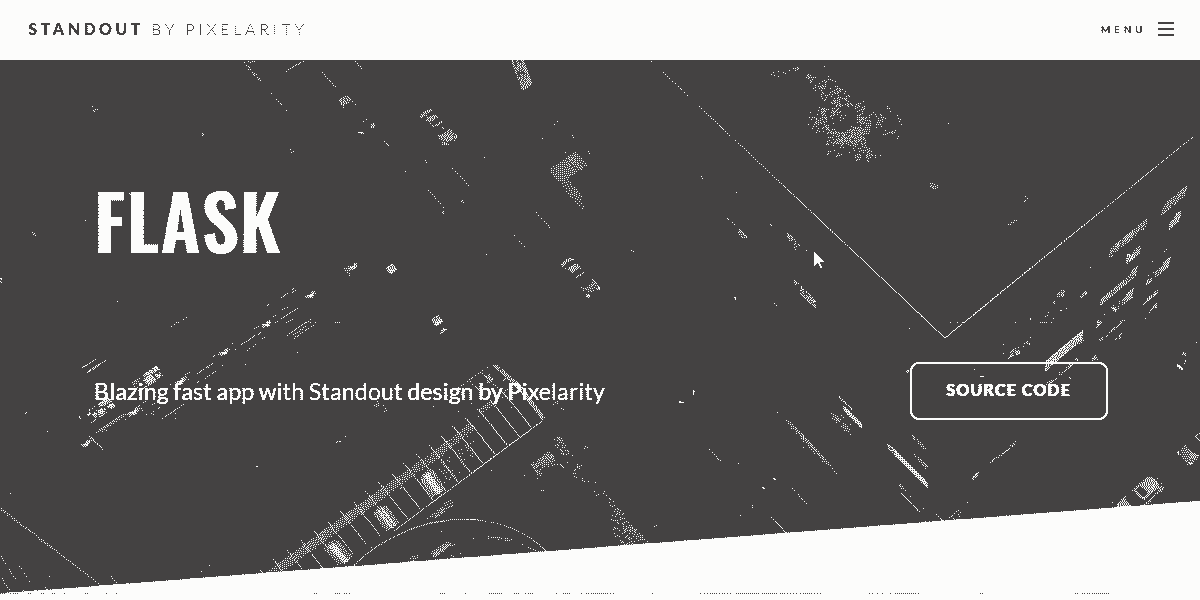 STANDOUT BY PIXELARITY
MENU
FLASK
Blazing fast app with Standout design by Pixelarity
SOURCE CODE